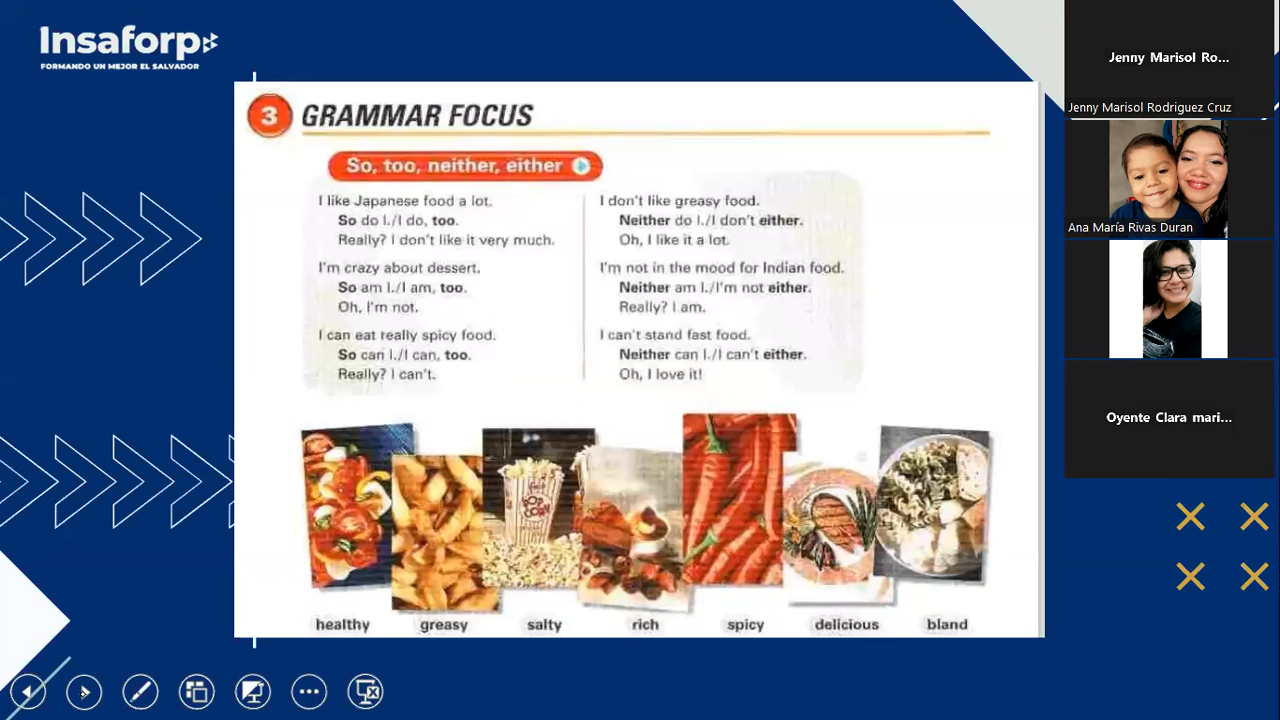 Insaforp
FORMANDO UN MEJOR EL SALVADOR
3 GRAMMAR FOCUS
So, too, neither, either
I like Japanese food a lot.
So do I./I do, too.
Really? I don't like it very much.
I'm crazy about dessert.
So am I./I am, too.
Oh, I'm not.
I can eat really spicy food.
So can I./I can, too.
Really? I can't.
I don't like greasy food.
Neither do I./I don't either.
Oh, I like it a lot.
I'm not in the mood for Indian food.
Neither am I./I'm not either.
Really? I am.
I can't stand fast food.
Neither can I./I can't either.
Oh, I love it!
POP CORN
healthy greasy salty rich spicy delicious bland
Jenny Marisol Ro...
Jenny Marisol Rodriguez Cruz
Ana María Rivas Duran
Oyente Clara mari...